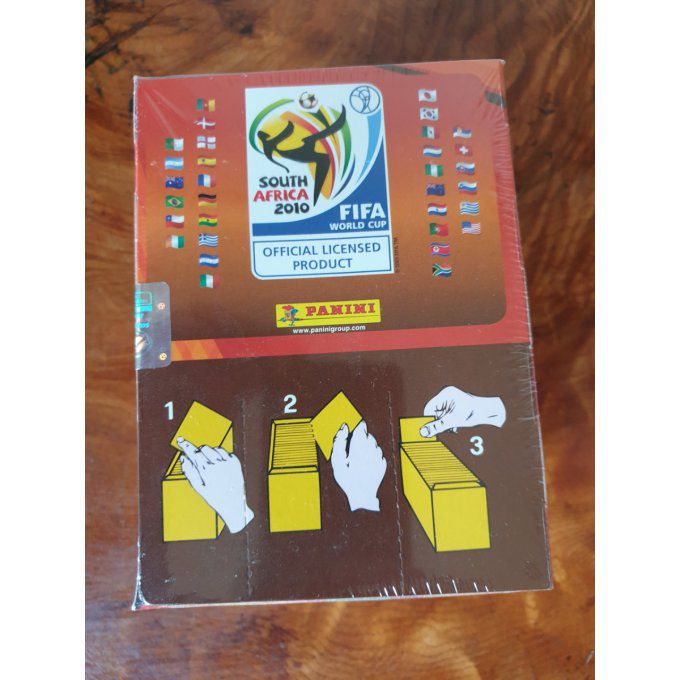 SOUTH
AFRICA
2010
FIFA
WORLD CUP
OFFICIAL LICENSED
PRODUCT
PANINI
www.paninigroup.com
1
2
3